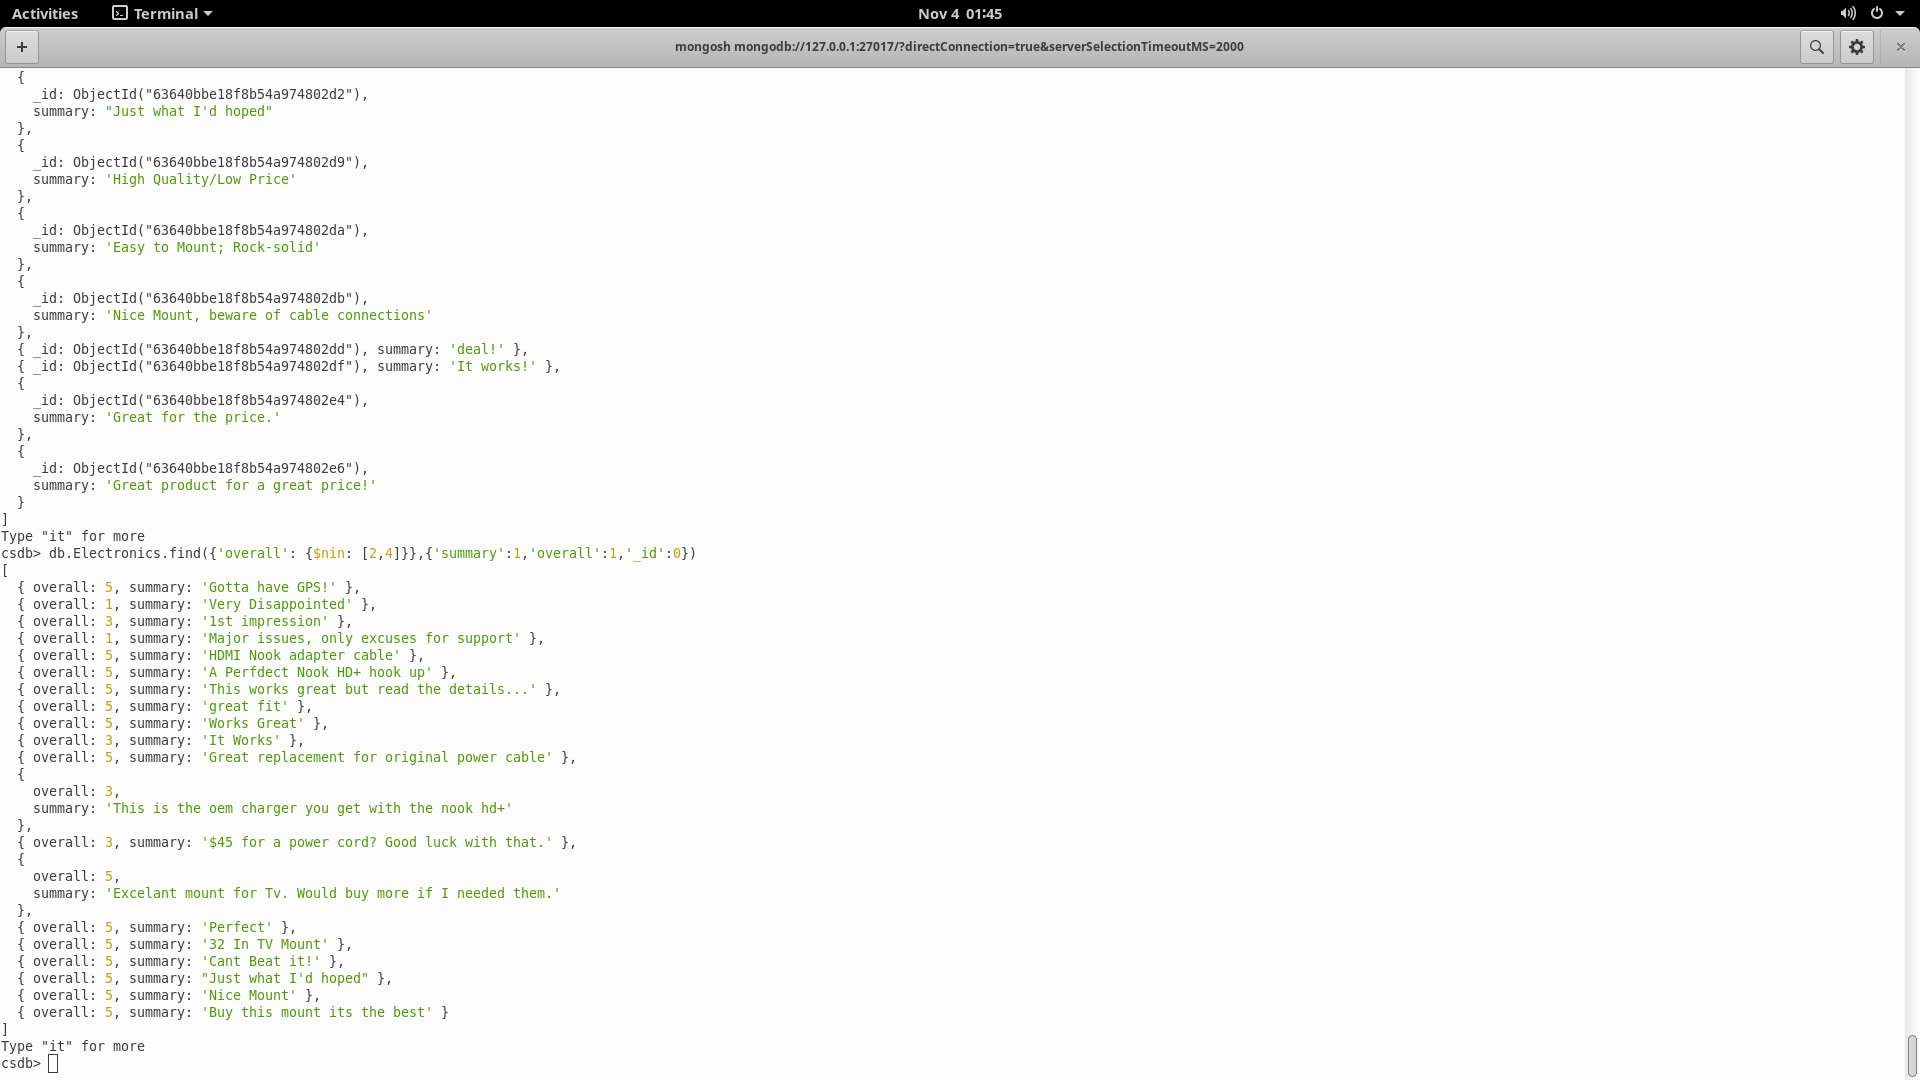 Activities
Terminal
Nov 4 01:45
mongosh mongodb://127.0.0.1:27017/?directConnection=true&serverSelectionTimeoutMS=2000
  {
    _id: ObjectId("63640bbe18f8b54a974802d2"),
    summary: "Just what I'd hoped"
  },
  {
    _id: ObjectId("63640bbe18f8b54a974802d9"),
    summary: 'High Quality/Low Price'
  },
  {
    _id: ObjectId("63640bbe18f8b54a974802da"),
    summary: 'Easy to Mount; Rock-solid'
  },
  {
    _id: ObjectId("63640bbe18f8b54a974802db"),
    summary: 'Nice Mount, beware of cable connections'
  },
  { _id: ObjectId("63640bbe18f8b54a974802dd"), summary: 'deal!' },
  { _id: ObjectId("63640bbe18f8b54a974802df"), summary: 'It works!' },
  {
    _id: ObjectId("63640bbe18f8b54a974802e4"),
    summary: 'Great for the price.'
  },
  {
    _id: ObjectId("63640bbe18f8b54a974802e6"),
    summary: 'Great product for a great price!'
  }
]
Type "it" for more
csdb> db.Electronics.find({'overall': {$nin: [2,4]}},{'summary':1,'overall':1,'_id':0})
[
  { overall: 5, summary: 'Gotta have GPS!' },
  { overall: 1, summary: 'Very Disappointed' },
  { overall: 3, summary: '1st impression' },
  { overall: 1, summary: 'Major issues, only excuses for support' },
  { overall: 5, summary: 'HDMI Nook adapter cable' },
  { overall: 5, summary: 'A Perfdect Nook HD+ hook up' },
  { overall: 5, summary: 'This works great but read the details...' },
  { overall: 5, summary: 'great fit' },
  { overall: 5, summary: 'Works Great' },
  { overall: 3, summary: 'It Works' },
  { overall: 5, summary: 'Great replacement for original power cable' },
  {
    overall: 3,
    summary: 'This is the oem charger you get with the nook hd+'
  },
  { overall: 3, summary: '$45 for a power cord? Good luck with that.' },
  {
    overall: 5,
    summary: 'Excelant mount for Tv. Would buy more if I needed them.'
  },
  { overall: 5, summary: 'Perfect' },
  { overall: 5, summary: '32 In TV Mount' },
  { overall: 5, summary: 'Cant Beat it!' },
  { overall: 5, summary: "Just what I'd hoped" },
  { overall: 5, summary: 'Nice Mount' },
  { overall: 5, summary: 'Buy this mount its the best' }
]
Type "it" for more
csdb>